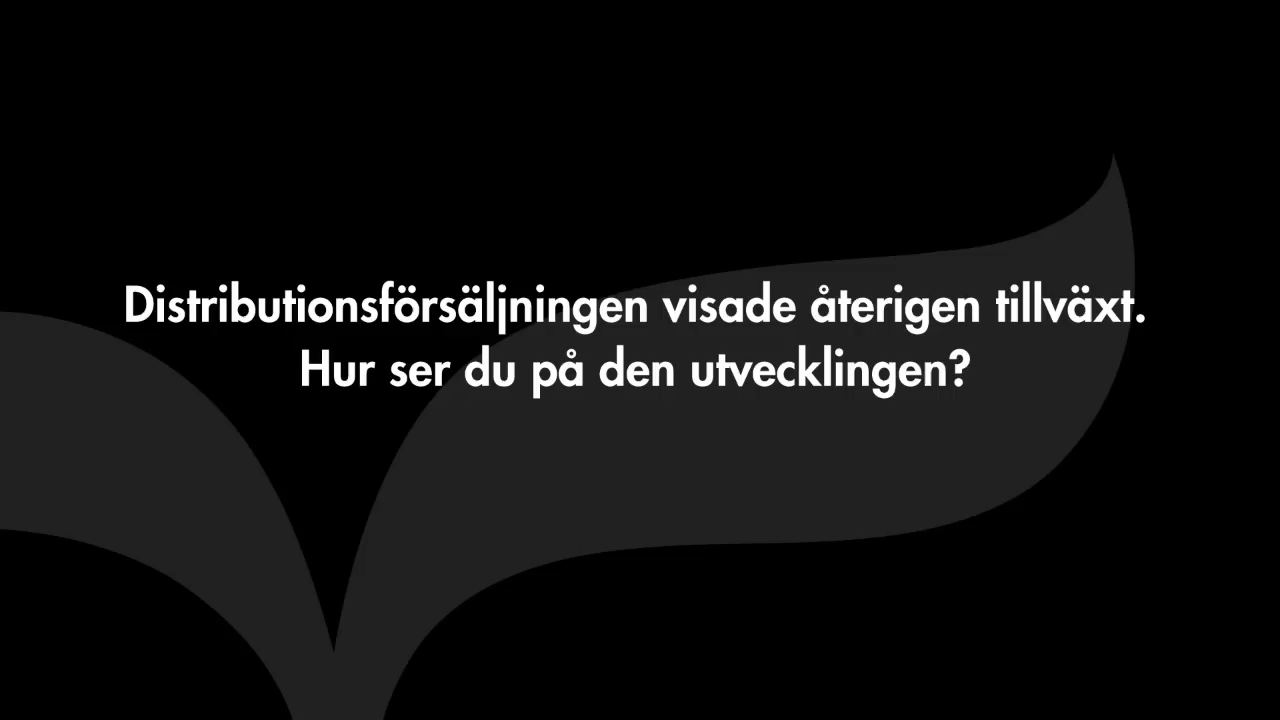 Distributionsförsäljningen visade återigen tillväxt.
Hur ser du på den utvecklingen?